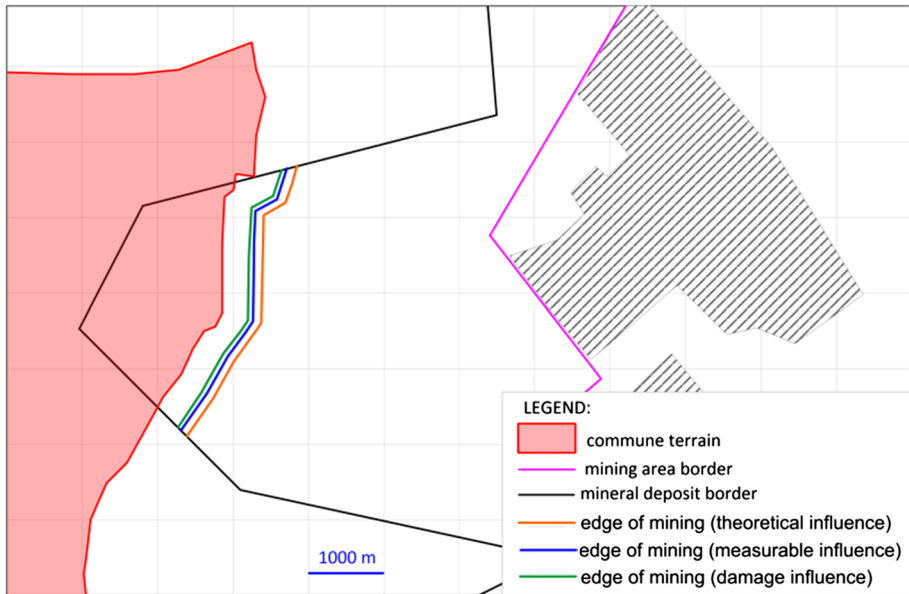 1000 m
LEGEND:
commune terrain
mining area border
mineral deposit border
edge of mining (theoretical influence)
edge of mining (measurable influence)
edge of mining (damage influence)